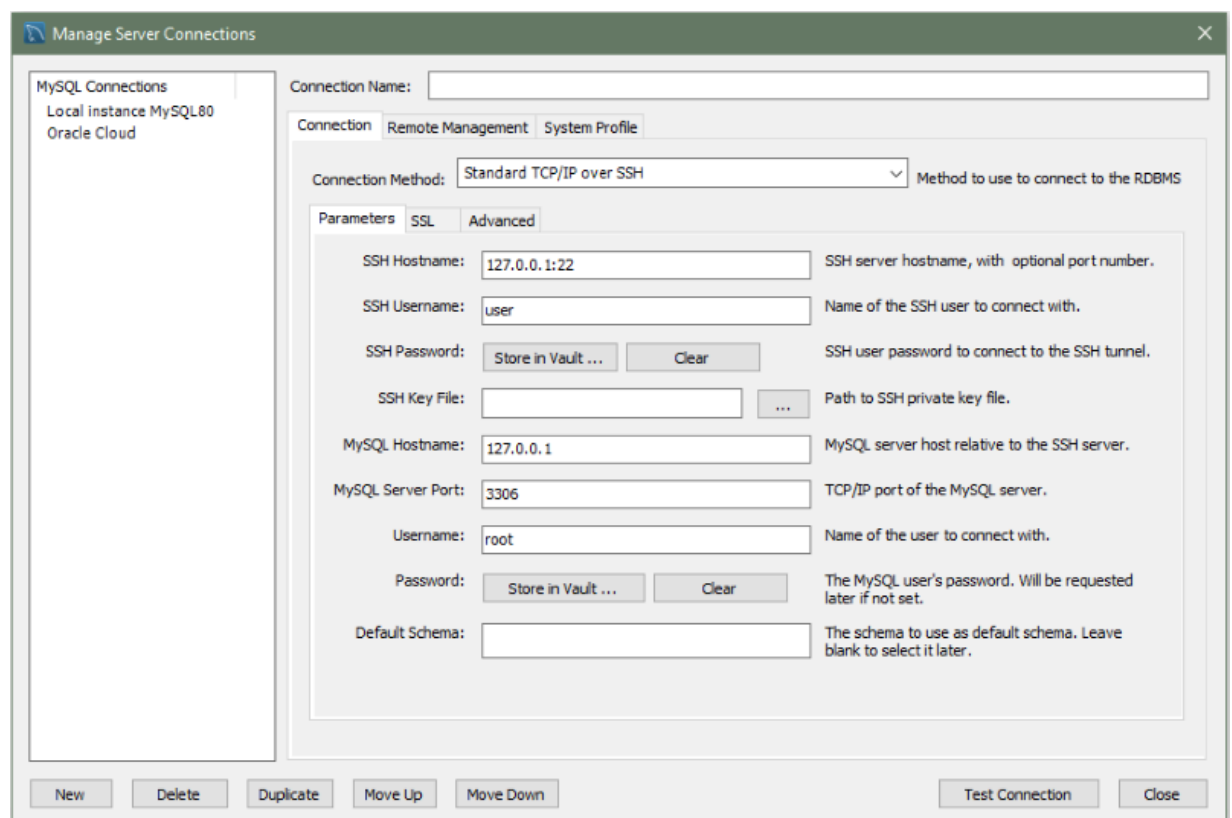 Manage Server Connections
MySQL Connections
Local instance MySQL80
Oracle Cloud
Connection Name:
Connection Remote Management System Profile
Connection Method: Standard TCP/IP over SSH Method to use to connect to the RDBMS
Parameters SSL Advanced
SSH Hostname: 127.0.0.1:22 SSH server hostname, with optional port number.
SSH Username: user Name of the SSH user to connect with.
SSH Password: Store in Vault ... Clear SSH user password to connect to the SSH tunnel.
SSH Key File: ... Path to SSH private key file.
MySQL Hostname: 127.0.0.1 MySQL server host relative to the SSH server.
MySQL Server Port: 3306 TCP/IP port of the MySQL server.
Username: root Name of the user to connect with.
Password: Store in Vault ... Clear The MySQL user's password. Will be requested
later if not set.
Default Schema: The schema to use as default schema. Leave
blank to select it later.
New Delete Duplicate Move Up Move Down Test Connection Close